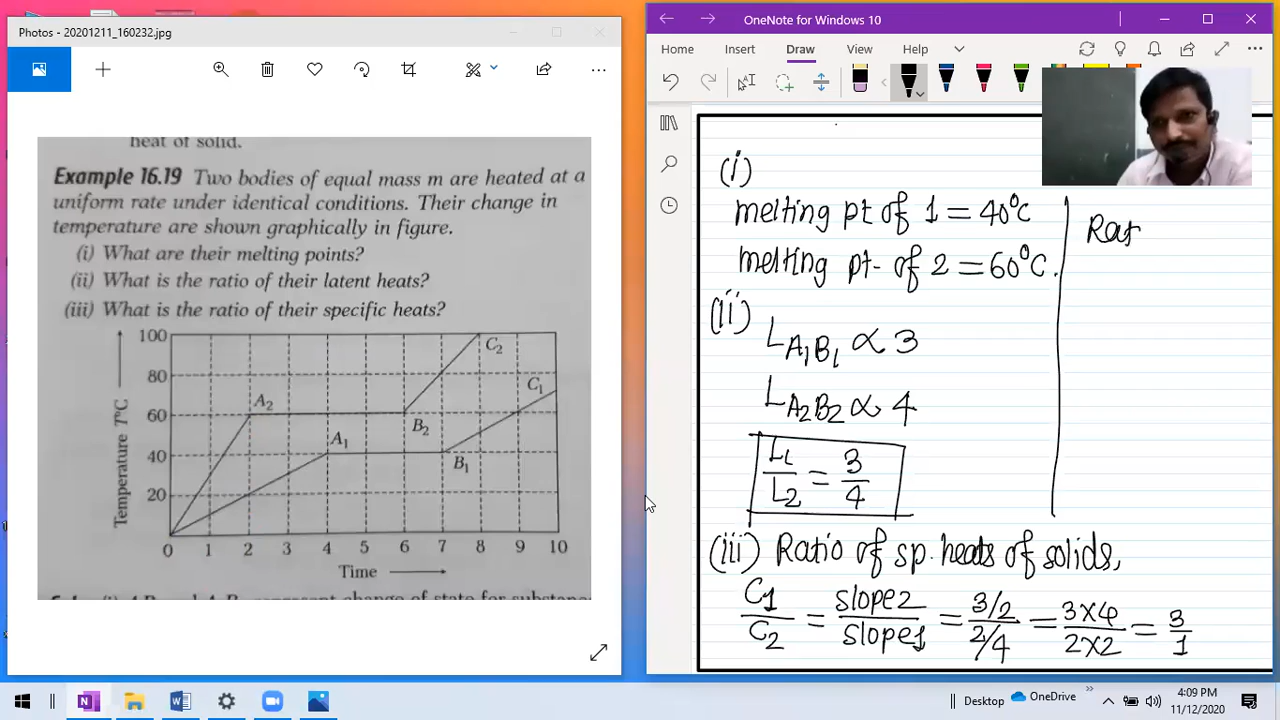 Photos - 20201211_160232.jpg
heat of solid.
Example 16.19 Two bodies of equal mass m are heated at a
uniform rate under identical conditions. Their change in
temperature are shown graphically in figure.
(i) What are their melting points?
(ii) What is the ratio of their latent heats?
(iii) What is the ratio of their specific heats?
100
80
60
40
20
Temperature T°C
A2
B2
C2
A1
B1
C1
0 1 2 3 4 5 6 7 8 9 10
Time
OneNote for Windows 10
Home Insert Draw View Help
(i)
melting pt of 1 = 40°C
melting pt- of 2 = 60°C.
(ii)
L A1B1 ∝ 3
L A2B2 ∝ 4
L1/L2 = 3/4
Rat
(iii) Ratio of sp. heats of solids,
C1/C2 = slope2/slope1 = 3/2 / 2/4 = 3×4/2×2 = 3/1
Desktop
OneDrive
4:09 PM
11/12/2020